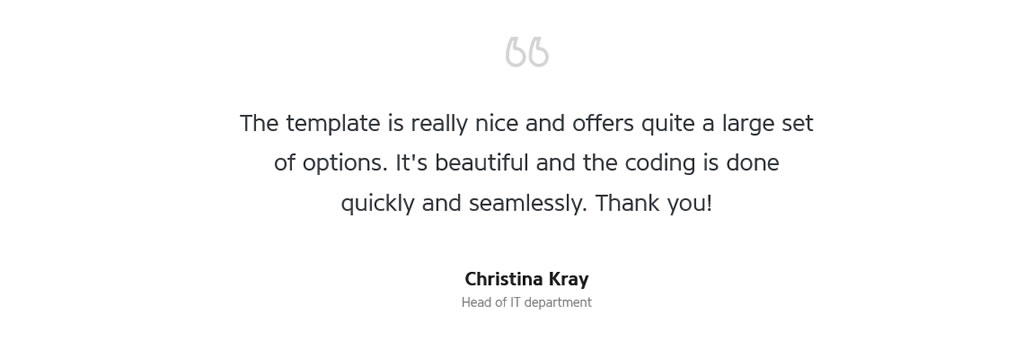 “
The template is really nice and offers quite a large set
of options. It's beautiful and the coding is done
quickly and seamlessly. Thank you!
Christina Kray
Head of IT department